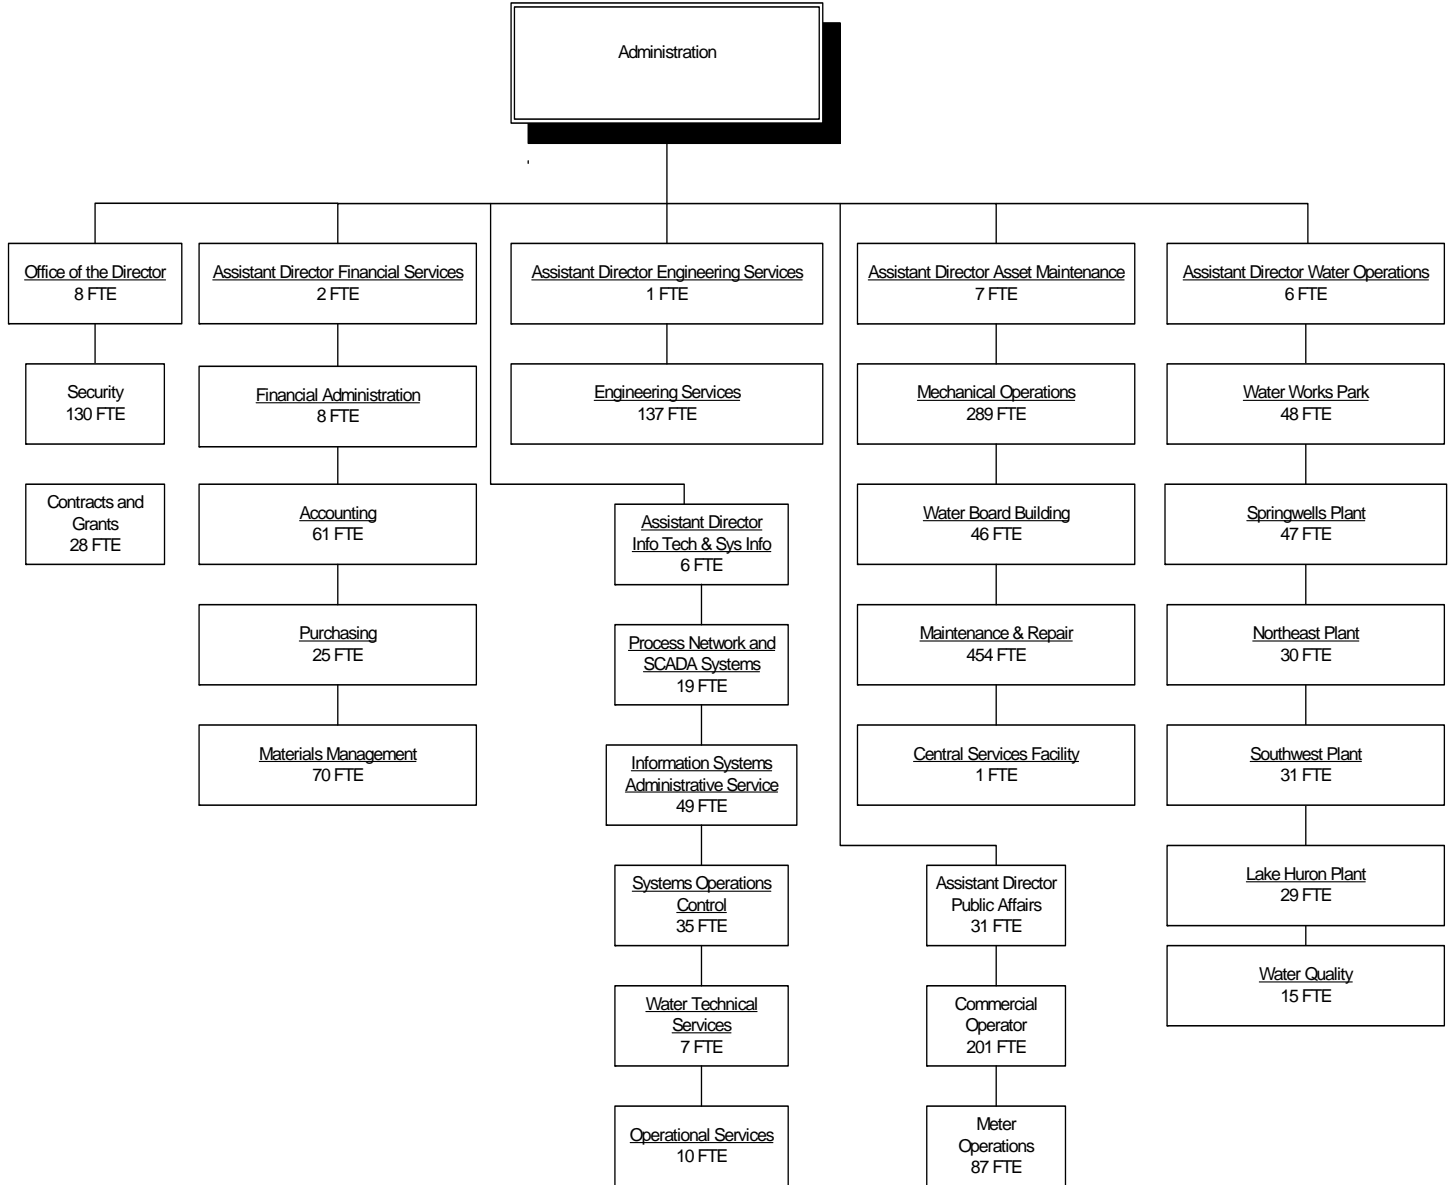 Administration
Office of the Director
8 FTE
Security
130 FTE
Contracts and
Grants
28 FTE
Assistant Director Financial Services
2 FTE
Financial Administration
8 FTE
Accounting
61 FTE
Purchasing
25 FTE
Materials Management
70 FTE
Assistant Director Engineering Services
1 FTE
Engineering Services
137 FTE
Assistant Director
Info Tech & Sys Info
6 FTE
Process Network and
SCADA Systems
19 FTE
Information Systems
Administrative Service
49 FTE
Systems Operations
Control
35 FTE
Water Technical
Services
7 FTE
Operational Services
10 FTE
Assistant Director Asset Maintenance
7 FTE
Mechanical Operations
289 FTE
Water Board Building
46 FTE
Maintenance & Repair
454 FTE
Central Services Facility
1 FTE
Assistant Director
Public Affairs
31 FTE
Commercial
Operator
201 FTE
Meter
Operations
87 FTE
Assistant Director Water Operations
6 FTE
Water Works Park
48 FTE
Springwells Plant
47 FTE
Northeast Plant
30 FTE
Southwest Plant
31 FTE
Lake Huron Plant
29 FTE
Water Quality
15 FTE